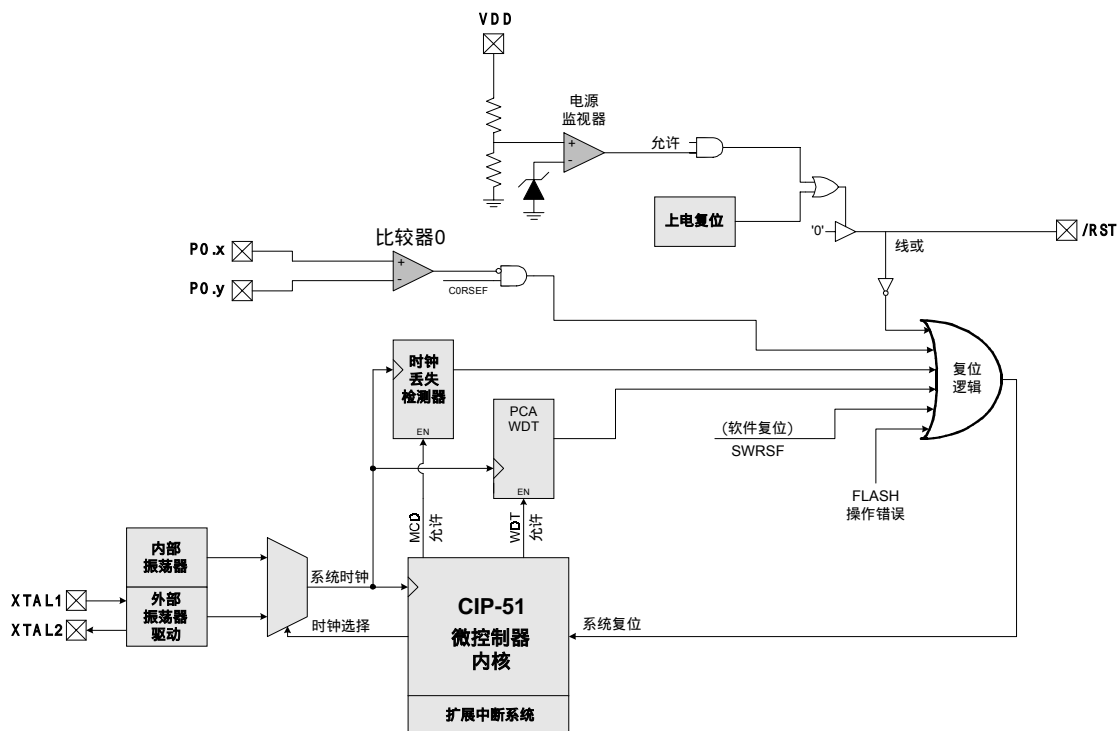 VDD
电源
监视器
+
-
允许
上电复位
'0'
线或
/RST
P0.x
P0.y
比较器0
+
-
C0RSEF
时钟
丢失
检测器
EN
PCA
WDT
EN
复位
逻辑
(软件复位)
SWRSF
FLASH
操作错误
MCD
允许
WDT
允许
内部
振荡器
外部
振荡器
驱动
XTAL1
XTAL2
系统时钟
时钟选择
CIP-51
微控制器
内核
扩展中断系统
系统复位